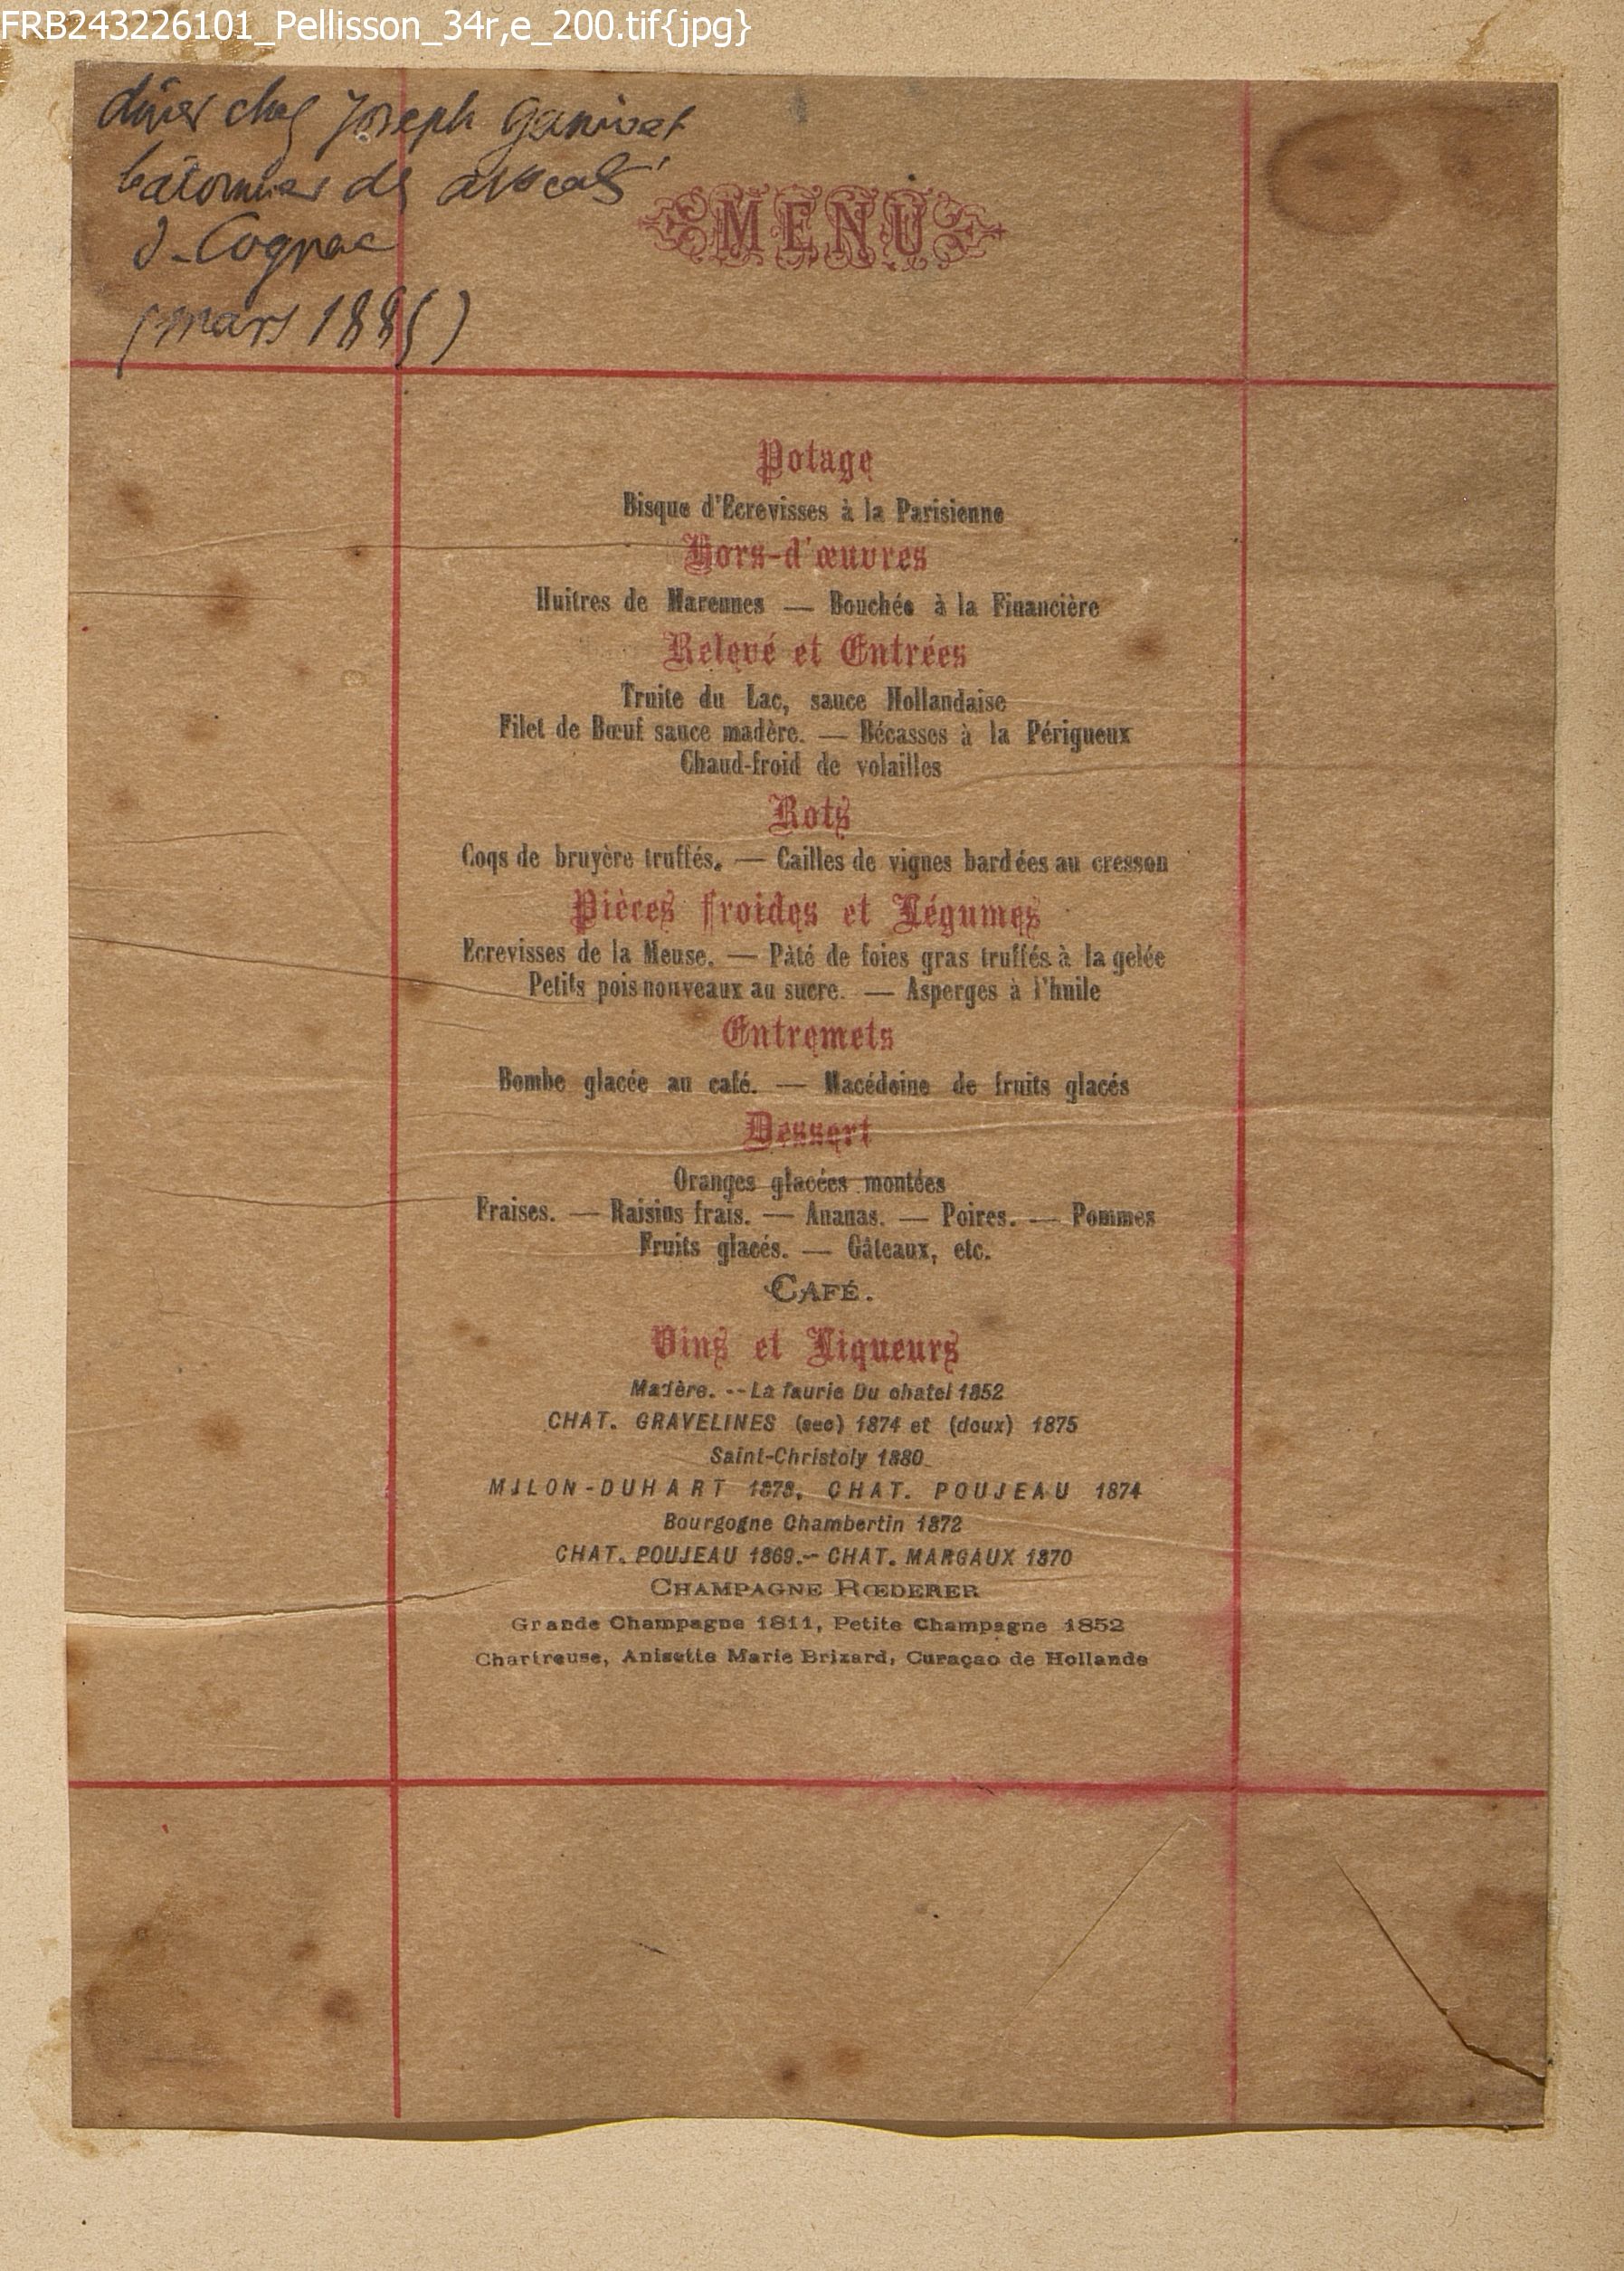 FRB243226101_Pellisson_34r,e_200.tif{jpg}
diner chez Joseph Ganivet
bâtonnier des avocats
de Cognac
(mars 1885)
MENU
Potage
Bisque d'Ecrevisses à la Parisienne
Hors-d'œuvres
Huitres de Marennes — Bouchée à la Financière
Relevé et Entrées
Truite du Lac, sauce Hollandaise
Filet de Bœuf sauce madère. — Bécasses à la Périgueux
Chaud-froid de volailles
Rots
Coqs de bruyère truffés. — Cailles de vignes bardées au cresson
Pièces froides et Légumes
Ecrevisses de la Meuse. — Pàté de foies gras truffés à la gelée
Petits pois nouveaux au sucre. — Asperges à l'huile
Entremets
Bombe glacée au café. — Macédoine de fruits glacés
Dessert
Oranges glacées montées
Fraises. — Raisins frais. — Ananas. — Poires. — Pommes
Fruits glacés. — Gâteaux, etc.
CAFÉ.
Vins et Liqueurs
Madère. -- La faurie Du chatel 1852
CHAT. GRAVELINES (sec) 1874 et (doux) 1875
Saint-Christoly 1880
MILON-DUHART 1878, CHAT. POUJEAU 1874
Bourgogne Chambertin 1872
CHAT. POUJEAU 1869.- CHAT. MARGAUX 1870
CHAMPAGNE RŒDERER
Grande Champagne 1811, Petite Champagne 1852
Chartreuse, Anisette Marie Brizard, Curaçao de Hollande